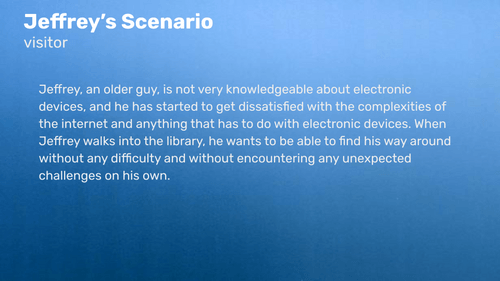 Jeffrey’s Scenario
visitor
Jeffrey, an older guy, is not very knowledgeable about electronic
devices, and he has started to get dissatisfied with the complexities of
the internet and anything that has to do with electronic devices. When
Jeffrey walks into the library, he wants to be able to find his way around
without any difficulty and without encountering any unexpected
challenges on his own.